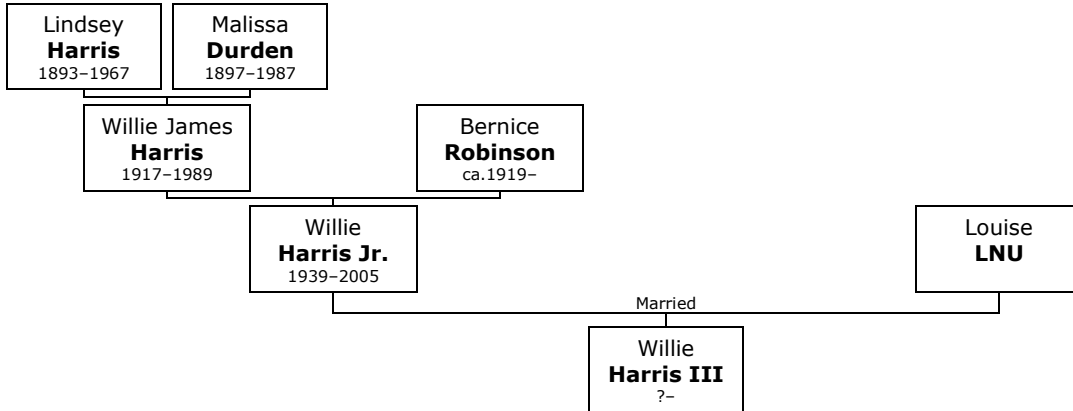 Lindsey
Harris
1893–1967
Malissa
Durden
1897–1987
Willie James
Harris
1917–1989
Bernice
Robinson
ca.1919–
Willie
Harris Jr.
1939–2005
Louise
LNU
Married
Willie
Harris III
?–